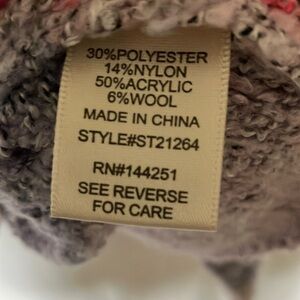 30%POLYESTER
14%NYLON
50%ACRYLIC
6%WOOL
MADE IN CHINA
STYLE#ST21264
RN#144251
SEE REVERSE
FOR CARE